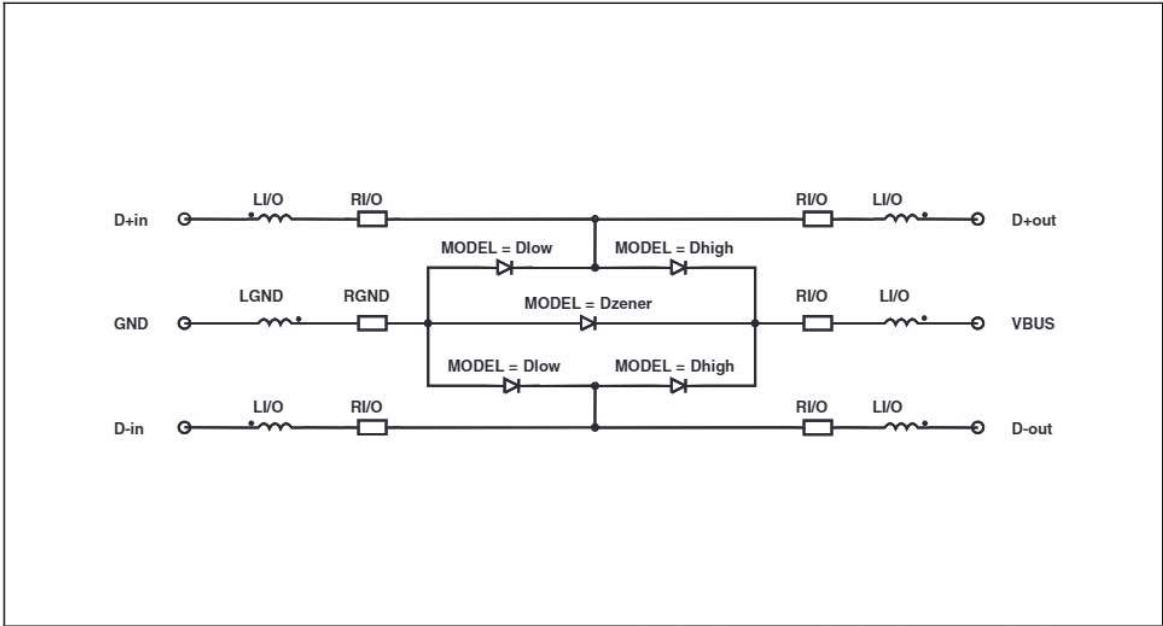 LI/O RI/O RI/O LI/O
D+in D+out
MODEL = Dlow MODEL = Dhigh
LGND RGND MODEL = Dzener RI/O LI/O
GND VBUS
MODEL = Dlow MODEL = Dhigh
LI/O RI/O RI/O LI/O
D-in D-out